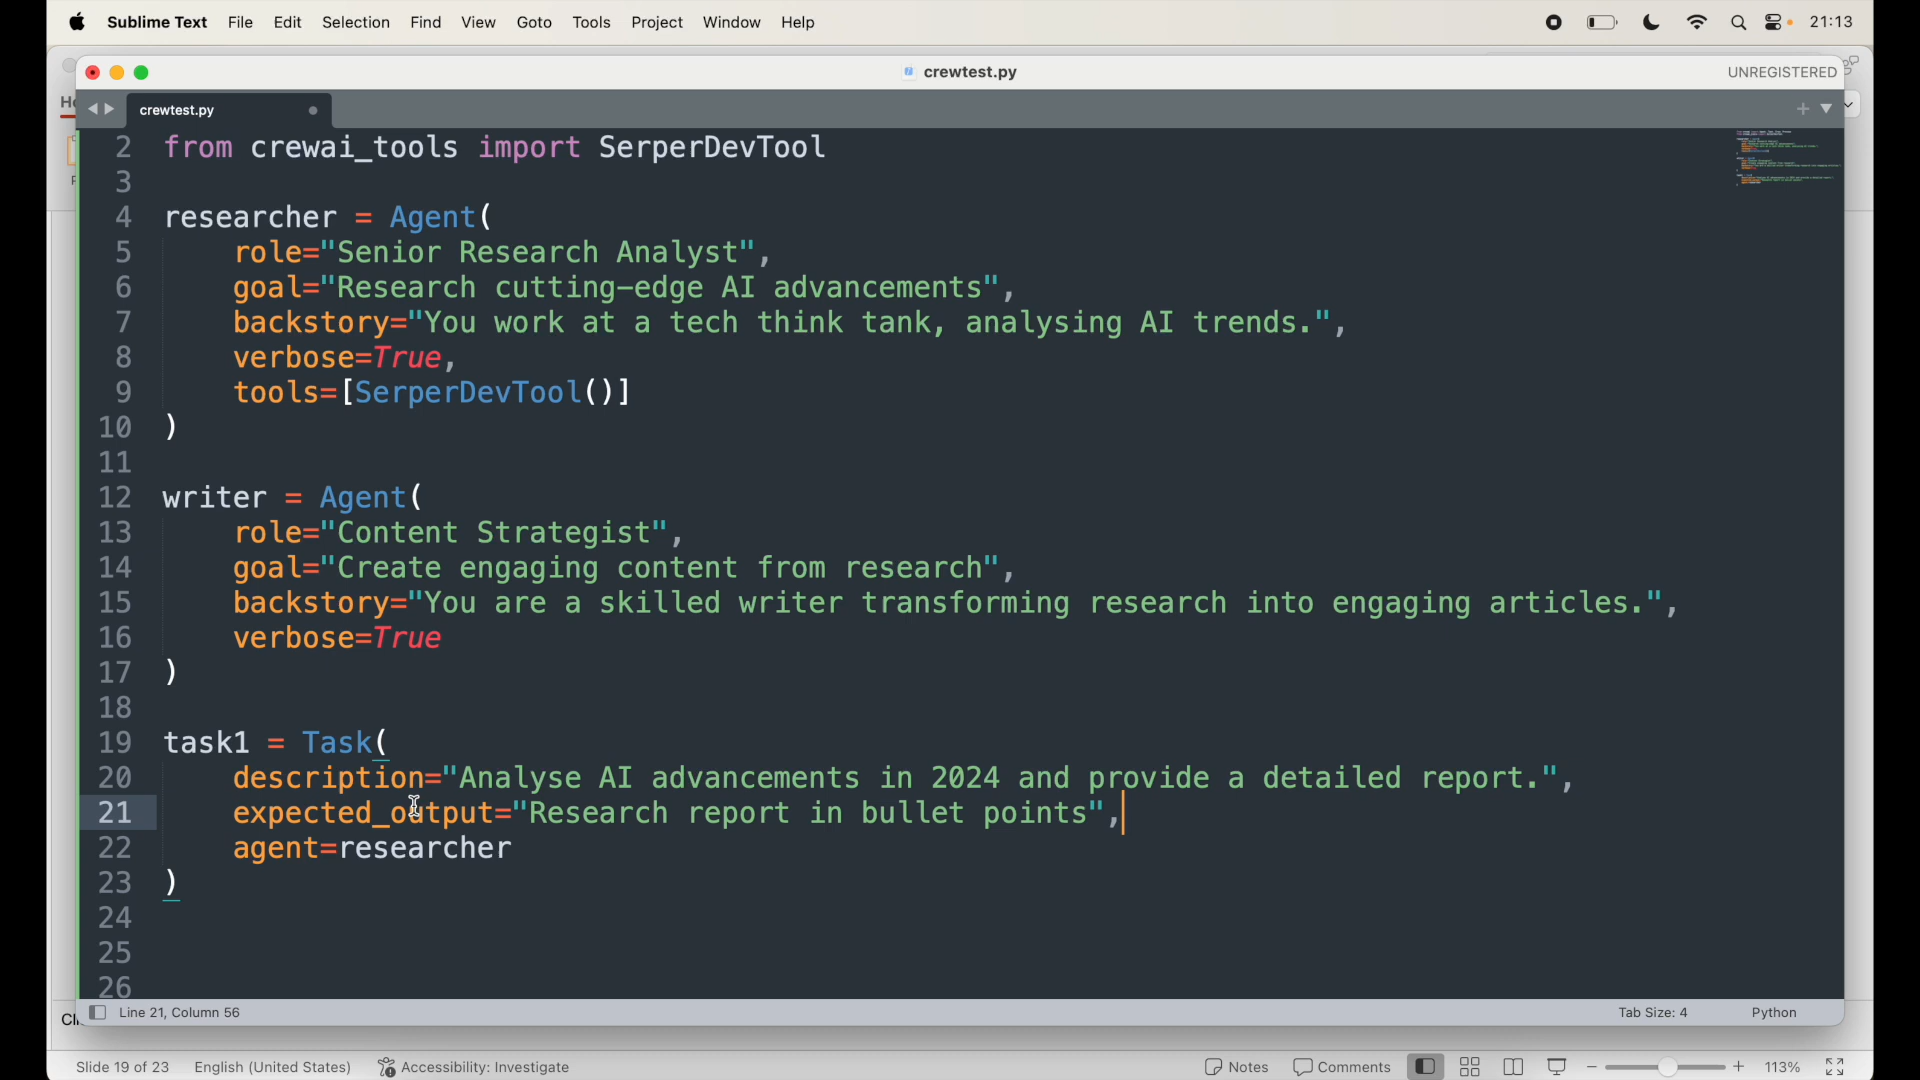 Sublime Text File Edit Selection Find View Goto Tools Project Window Help 21:13
crewtest.py UNREGISTERED
crewtest.py
2 from crewai_tools import SerperDevTool
3
4 researcher = Agent(
5 role="Senior Research Analyst",
6 goal="Research cutting-edge AI advancements",
7 backstory="You work at a tech think tank, analysing AI trends.",
8 verbose=True,
9 tools=[SerperDevTool()]
10 )
11
12 writer = Agent(
13 role="Content Strategist",
14 goal="Create engaging content from research",
15 backstory="You are a skilled writer transforming research into engaging articles.",
16 verbose=True
17 )
18
19 task1 = Task(
20 description="Analyse AI advancements in 2024 and provide a detailed report.",
21 expected_output="Research report in bullet points",
22 agent=researcher
23 )
24
25
26
Line 21, Column 56 Tab Size: 4 Python
Slide 19 of 23 English (United States) Accessibility: Investigate Notes Comments 113%